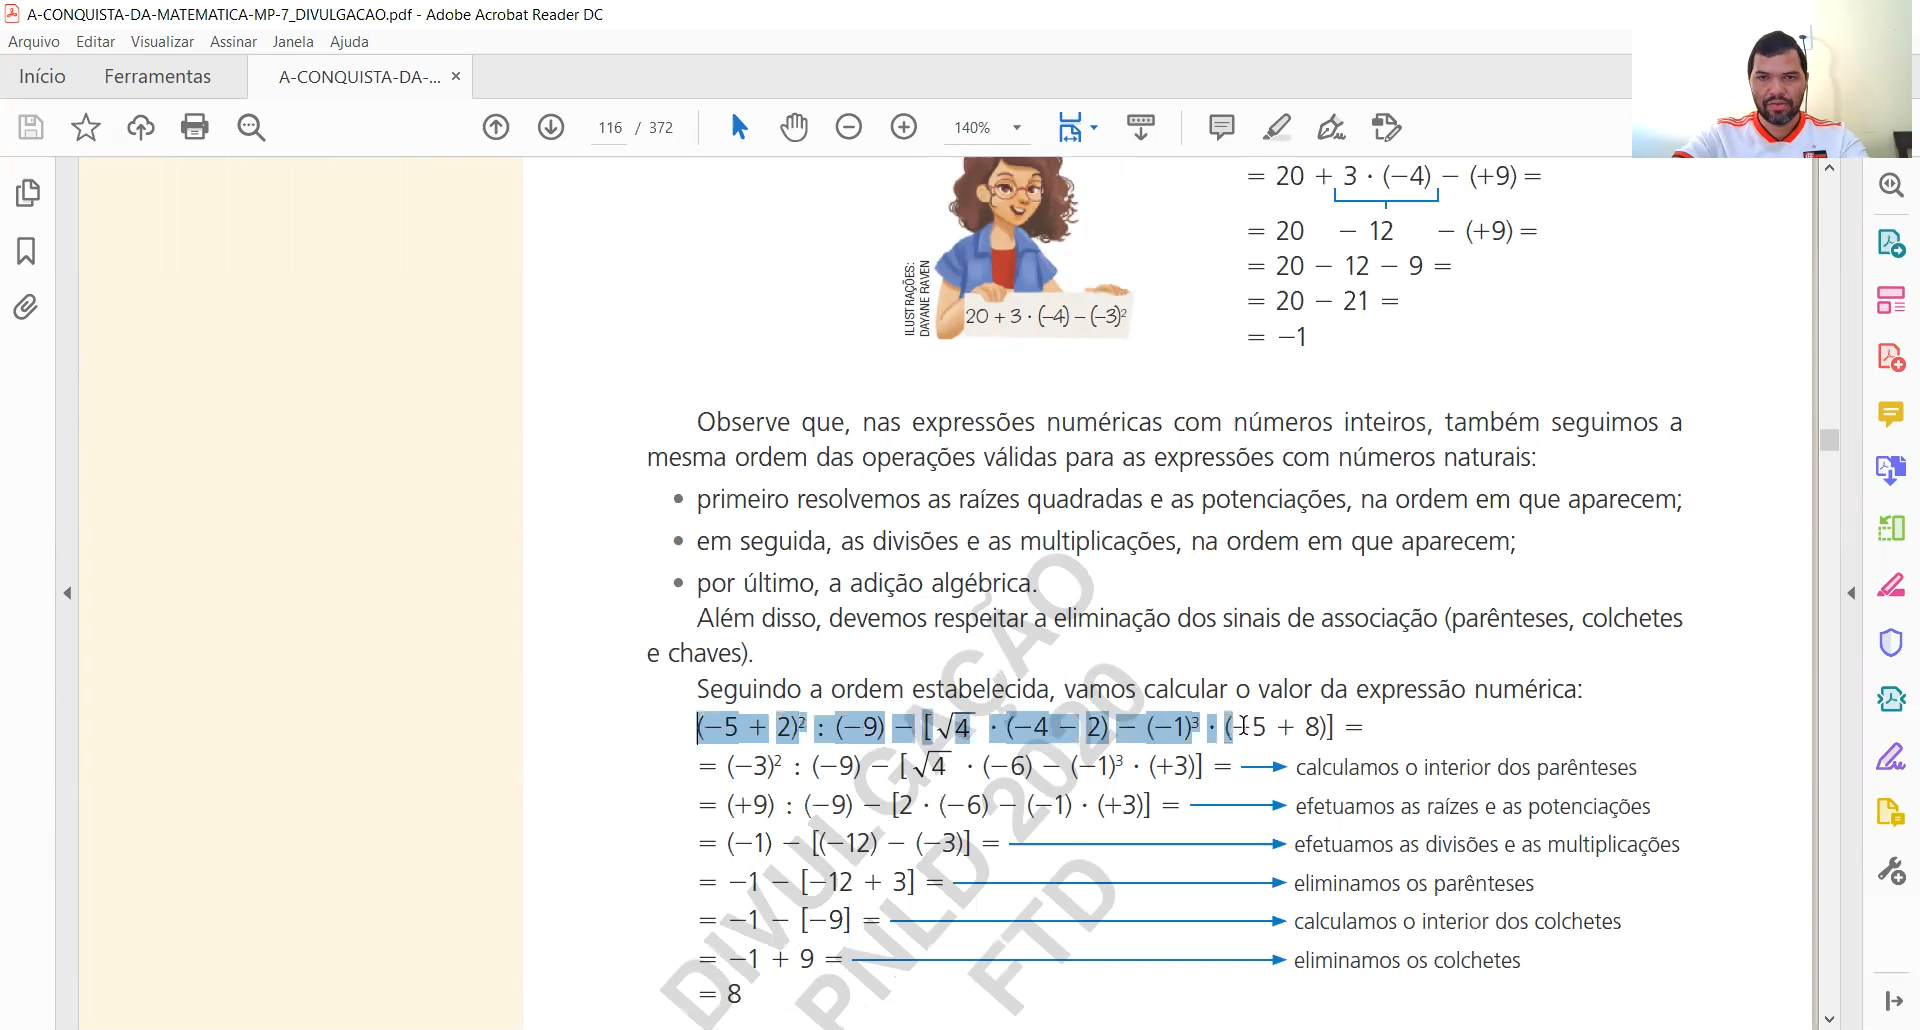 A-CONQUISTA-DA-MATEMATICA-MP-7_DIVULGACAO.pdf - Adobe Acrobat Reader DC
Arquivo Editar Visualizar Assinar Janela Ajuda
Início Ferramentas A-CONQUISTA-DA-... ×
116 / 372 140%
= 20 + 3 · (−4) − (+9) =
= 20 − 12 − (+9) =
= 20 − 12 − 9 =
= 20 − 21 =
= −1
ILUSTRAÇÕES:
DAYANE RAVEN
20 + 3 · (−4) − (−3)²
Observe que, nas expressões numéricas com números inteiros, também seguimos a
mesma ordem das operações válidas para as expressões com números naturais:
• primeiro resolvemos as raízes quadradas e as potenciações, na ordem em que aparecem;
• em seguida, as divisões e as multiplicações, na ordem em que aparecem;
• por último, a adição algébrica.
Além disso, devemos respeitar a eliminação dos sinais de associação (parênteses, colchetes
e chaves).
Seguindo a ordem estabelecida, vamos calcular o valor da expressão numérica:
(−5 + 2)² : (−9) − [√4 · (−4 − 2) − (−1)³ · (−5 + 8)] =
= (−3)² : (−9) − [√4 · (−6) − (−1)³ · (+3)] = calculamos o interior dos parênteses
= (+9) : (−9) − [2 · (−6) − (−1) · (+3)] = efetuamos as raízes e as potenciações
= (−1) − [(−12) − (−3)] = efetuamos as divisões e as multiplicações
= −1 − [−12 + 3] = eliminamos os parênteses
= −1 − [−9] = calculamos o interior dos colchetes
= −1 + 9 = eliminamos os colchetes
= 8
DIVULGAÇÃO
PNLD 2020
FTD